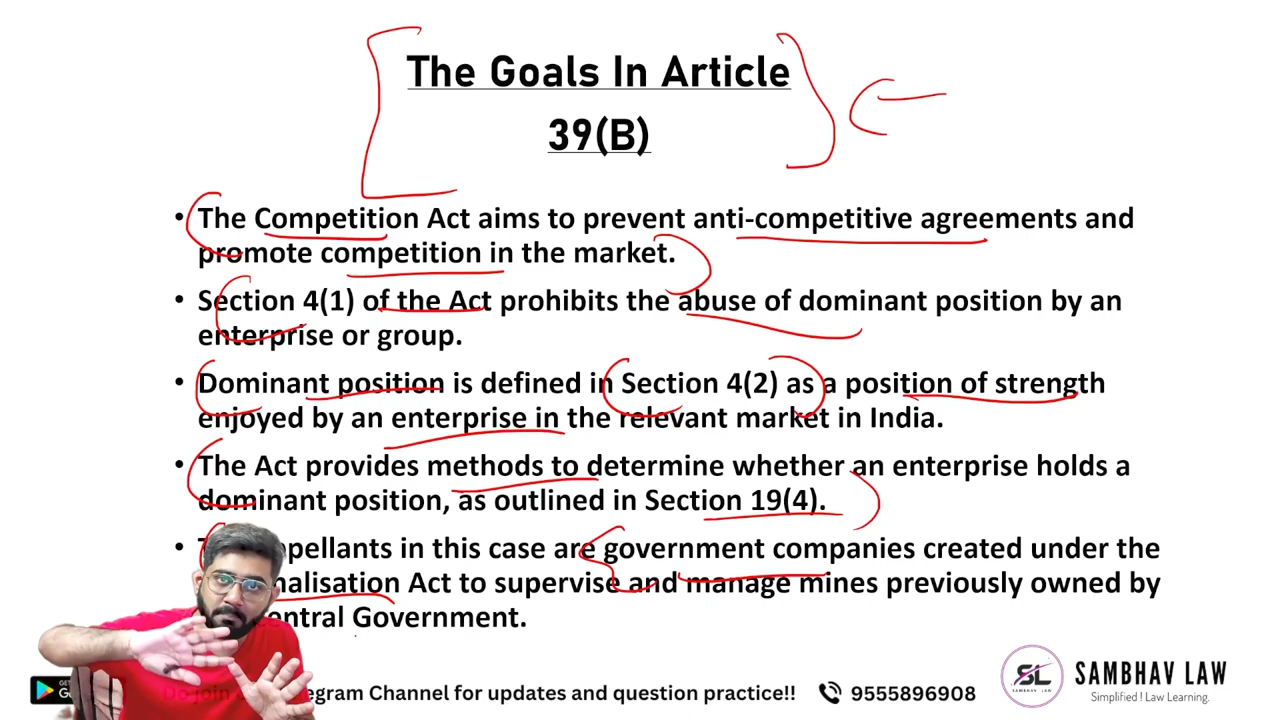 The Goals In Article
39(B)
• The Competition Act aims to prevent anti-competitive agreements and
promote competition in the market.
• Section 4(1) of the Act prohibits the abuse of dominant position by an
enterprise or group.
• Dominant position is defined in Section 4(2) as a position of strength
enjoyed by an enterprise in the relevant market in India.
• The Act provides methods to determine whether an enterprise holds a
dominant position, as outlined in Section 19(4).
• in this case are government companies created under the
Act to supervise and manage mines previously owned by
Government.
Do join Channel for updates and question practice!!
9555896908
SL
SAMBHAV LAW
SAMBHAV LAW
Simplified ! Law Learning.